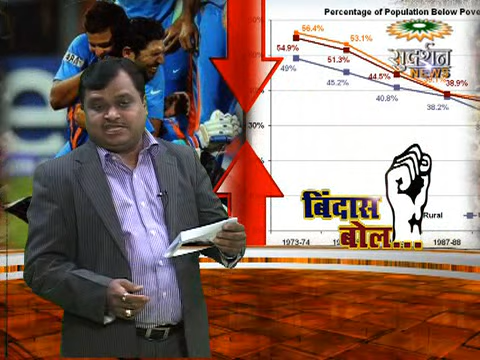 Percentage of Population Below Pove
सुदर्शन
NEWS
56.4%
53.1%
54.9%
51.3%
49%
45.2%
44.5%
40.8%
38.9%
38.2%
30%
बिंदास
बोल...
Rural
1973-74
1987-88